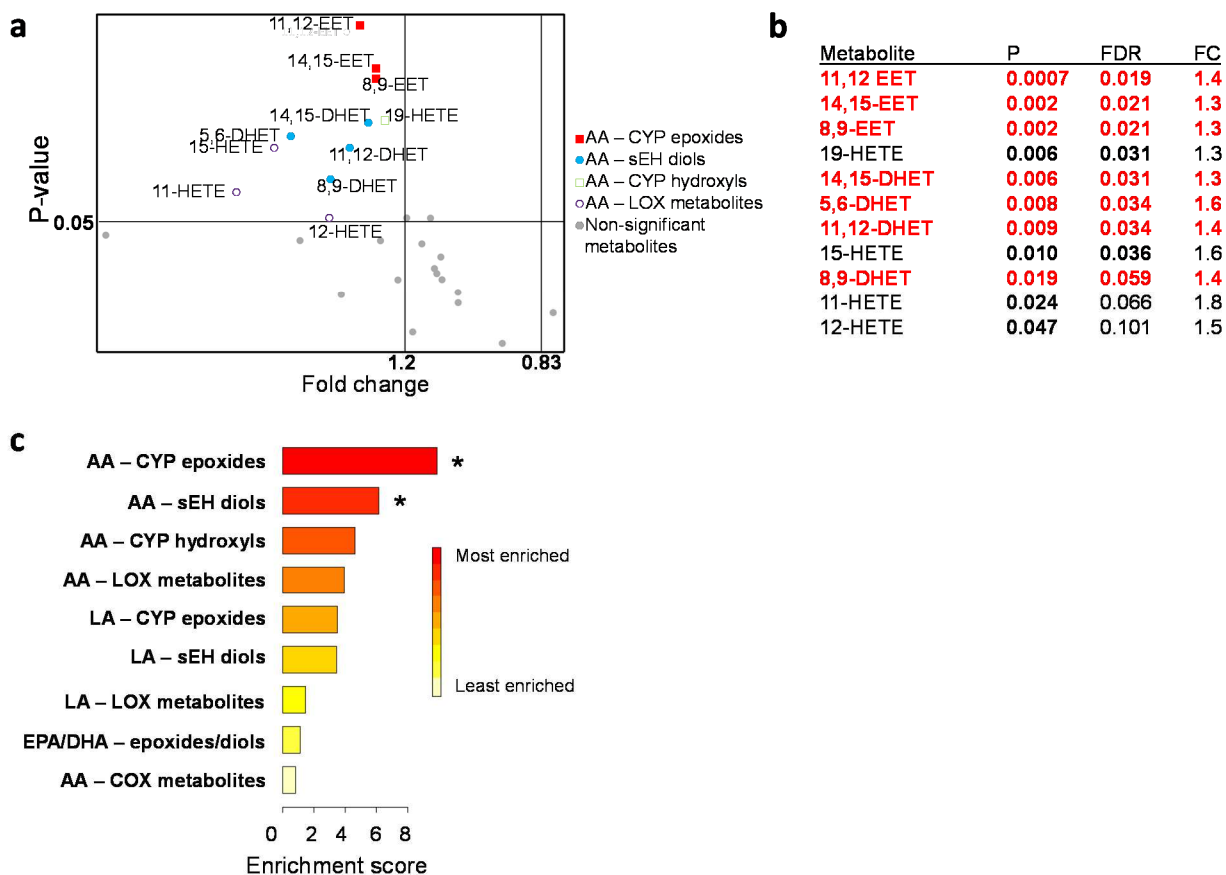 a
11,12-EET
14,15-EET
8,9-EET
14,15-DHET
19-HETE
5,6-DHET
15-HETE
11,12-DHET
8,9-DHET
11-HETE
12-HETE
P-value
0.05
1.2
0.83
Fold change
AA – CYP epoxides
AA – sEH diols
AA – CYP hydroxyls
AA – LOX metabolites
Non-significant
metabolites
b
Metabolite P FDR FC
11,12 EET 0.0007 0.019 1.4
14,15-EET 0.002 0.021 1.3
8,9-EET 0.002 0.021 1.3
19-HETE 0.006 0.031 1.3
14,15-DHET 0.006 0.031 1.3
5,6-DHET 0.008 0.034 1.6
11,12-DHET 0.009 0.034 1.4
15-HETE 0.010 0.036 1.6
8,9-DHET 0.019 0.059 1.4
11-HETE 0.024 0.066 1.8
12-HETE 0.047 0.101 1.5
c
AA – CYP epoxides *
AA – sEH diols *
AA – CYP hydroxyls
AA – LOX metabolites
LA – CYP epoxides
LA – sEH diols
LA – LOX metabolites
EPA/DHA – epoxides/diols
AA – COX metabolites
Most enriched
Least enriched
0 2 4 6 8
Enrichment score